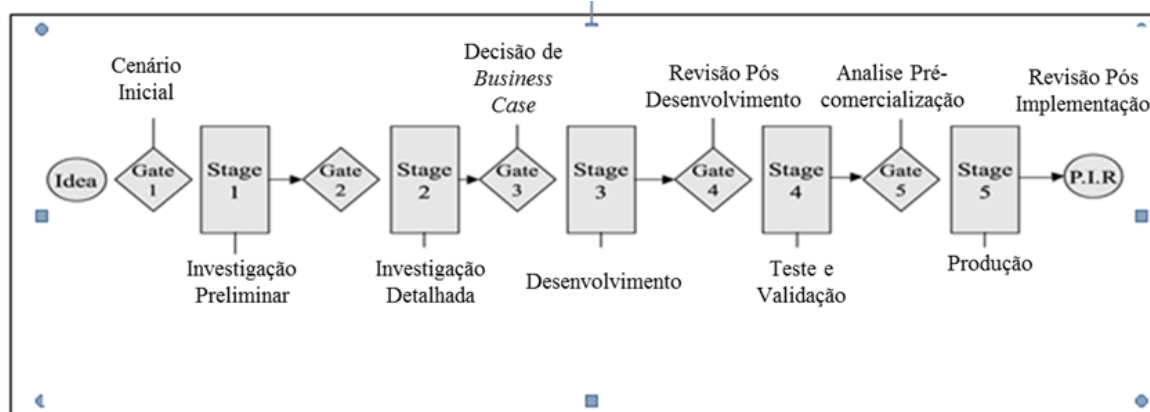 Cenário
Inicial
Decisão de
Business
Case
Revisão Pós
Desenvolvimento
Analise Pré-
comercialização
Revisão Pós
Implementação
Idea
Gate
1
Stage
1
Gate
2
Stage
2
Gate
3
Stage
3
Gate
4
Stage
4
Gate
5
Stage
5
P.I.R
Investigação
Preliminar
Investigação
Detalhada
Desenvolvimento
Teste e
Validação
Produção